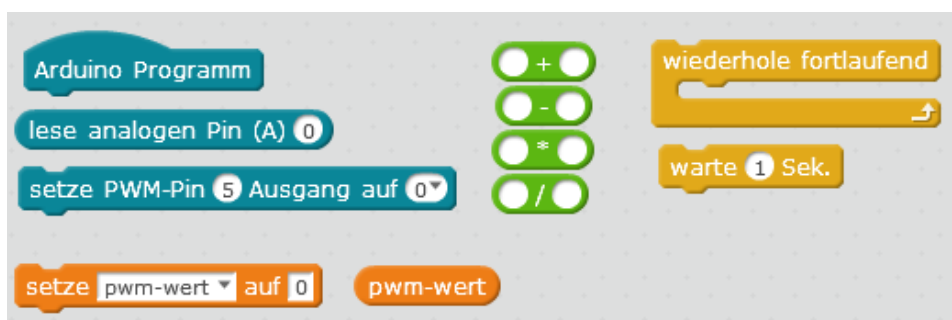 Arduino Programm
lese analogen Pin (A) 0
setze PWM-Pin 5 Ausgang auf 0
setze pwm-wert auf 0
pwm-wert
+
-
*
/
wiederhole fortlaufend
warte 1 Sek.